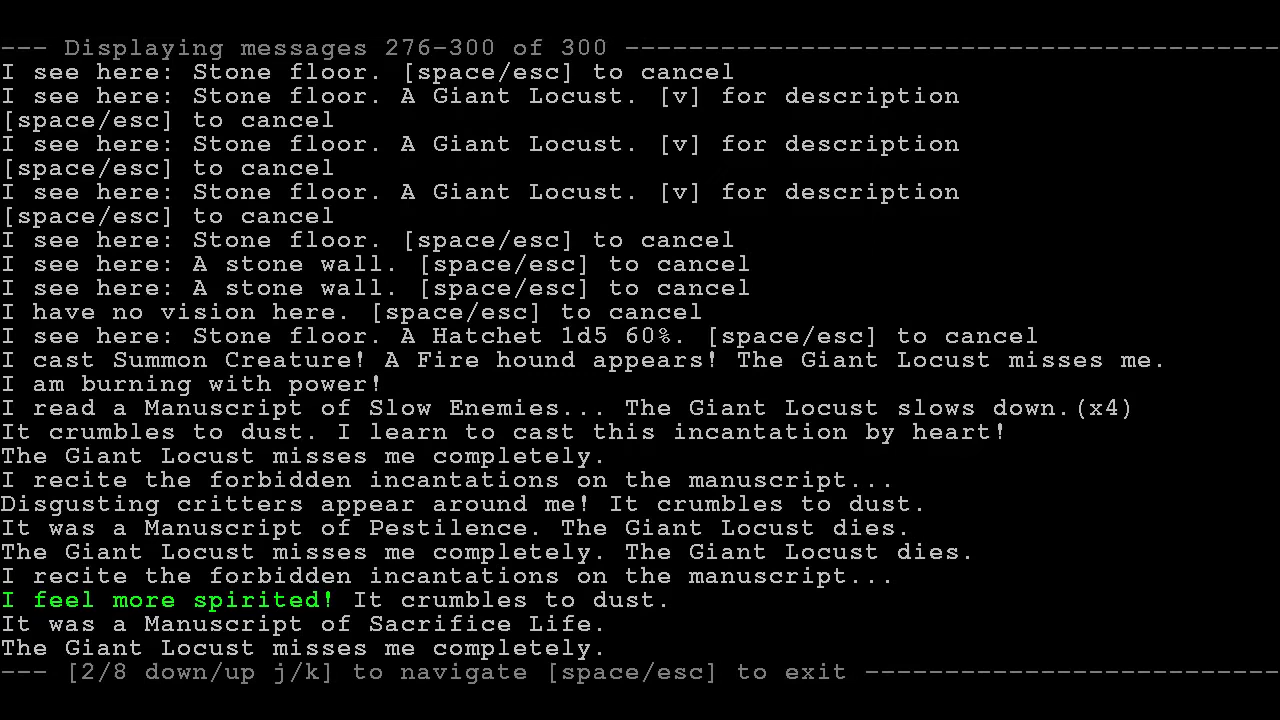 --- Displaying messages 276-300 of 300 -----------------------------------------
I see here: Stone floor. [space/esc] to cancel
I see here: Stone floor. A Giant Locust. [v] for description
[space/esc] to cancel
I see here: Stone floor. A Giant Locust. [v] for description
[space/esc] to cancel
I see here: Stone floor. A Giant Locust. [v] for description
[space/esc] to cancel
I see here: Stone floor. [space/esc] to cancel
I see here: A stone wall. [space/esc] to cancel
I see here: A stone wall. [space/esc] to cancel
I have no vision here. [space/esc] to cancel
I see here: Stone floor. A Hatchet 1d5 60%. [space/esc] to cancel
I cast Summon Creature! A Fire hound appears! The Giant Locust misses me.
I am burning with power!
I read a Manuscript of Slow Enemies... The Giant Locust slows down.(x4)
It crumbles to dust. I learn to cast this incantation by heart!
The Giant Locust misses me completely.
I recite the forbidden incantations on the manuscript...
Disgusting critters appear around me! It crumbles to dust.
It was a Manuscript of Pestilence. The Giant Locust dies.
The Giant Locust misses me completely. The Giant Locust dies.
I recite the forbidden incantations on the manuscript...
I feel more spirited! It crumbles to dust.
It was a Manuscript of Sacrifice Life.
The Giant Locust misses me completely.
--- [2/8 down/up j/k] to navigate [space/esc] to exit --------------------------